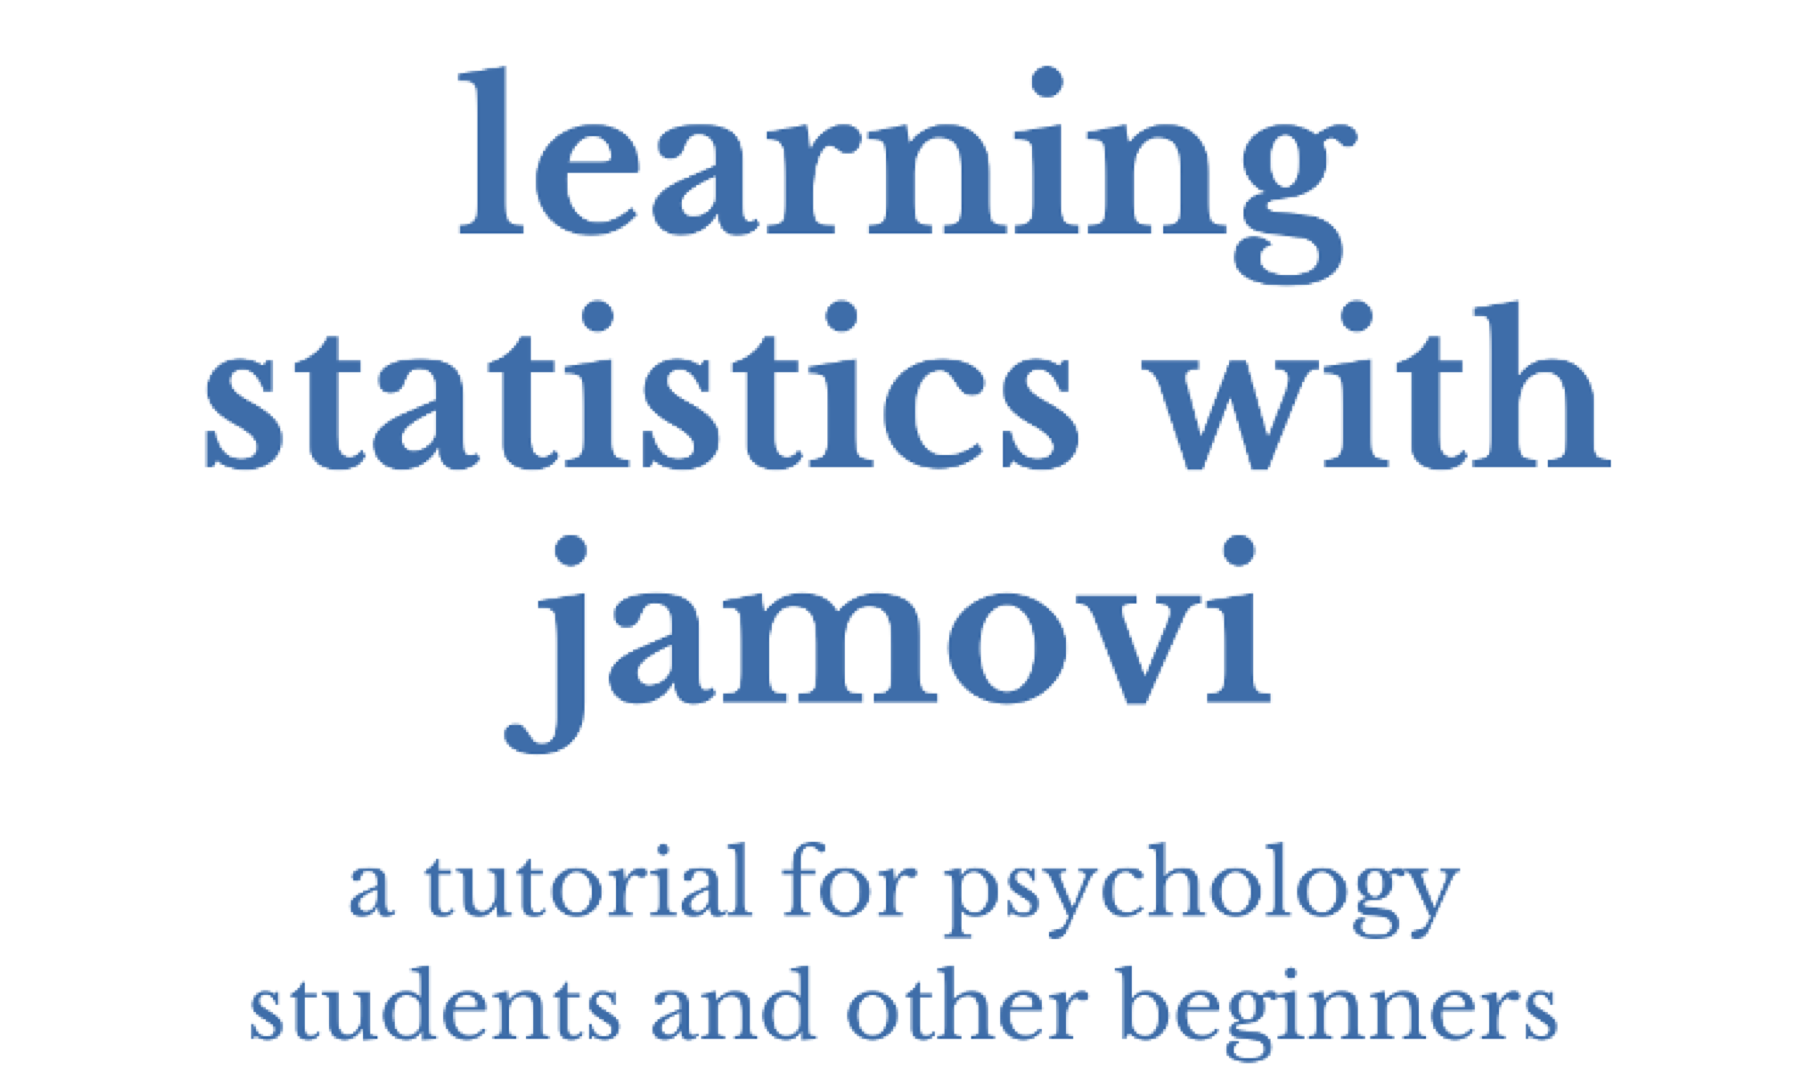 learning
statistics with
jamovi
a tutorial for psychology
students and other beginners